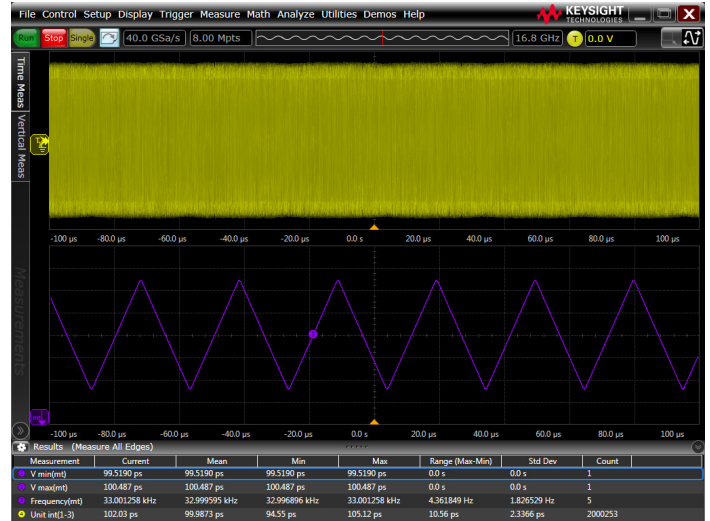 File Control Setup Display Trigger Measure Math Analyze Utilities Demos Help
KEYSIGHT
TECHNOLOGIES
Run Stop Single 40.0 GSa/s 8.00 Mpts 16.8 GHz T 0.0 V
Time Meas
Vertical Meas
-100 µs -80.0 µs -60.0 µs -40.0 µs -20.0 µs 0.0 s 20.0 µs 40.0 µs 60.0 µs 80.0 µs 100 µs
Measurements
-100 µs -80.0 µs -60.0 µs -40.0 µs -20.0 µs 0.0 s 20.0 µs 40.0 µs 60.0 µs 80.0 µs 100 µs
Results (Measure All Edges)
Measurement Current Mean Min Max Range (Max-Min) Std Dev Count
V min(mt) 99.5190 ps 99.5190 ps 99.5190 ps 99.5190 ps 0.0 s 0.0 s 1
V max(mt) 100.487 ps 100.487 ps 100.487 ps 100.487 ps 0.0 s 0.0 s 1
Frequency(mt) 33.001258 kHz 32.999595 kHz 32.996896 kHz 33.001258 kHz 4.361849 Hz 1.826529 Hz 5
Unit int(1-3) 102.03 ps 99.9873 ps 94.55 ps 105.12 ps 10.56 ps 2.3366 ps 2000253